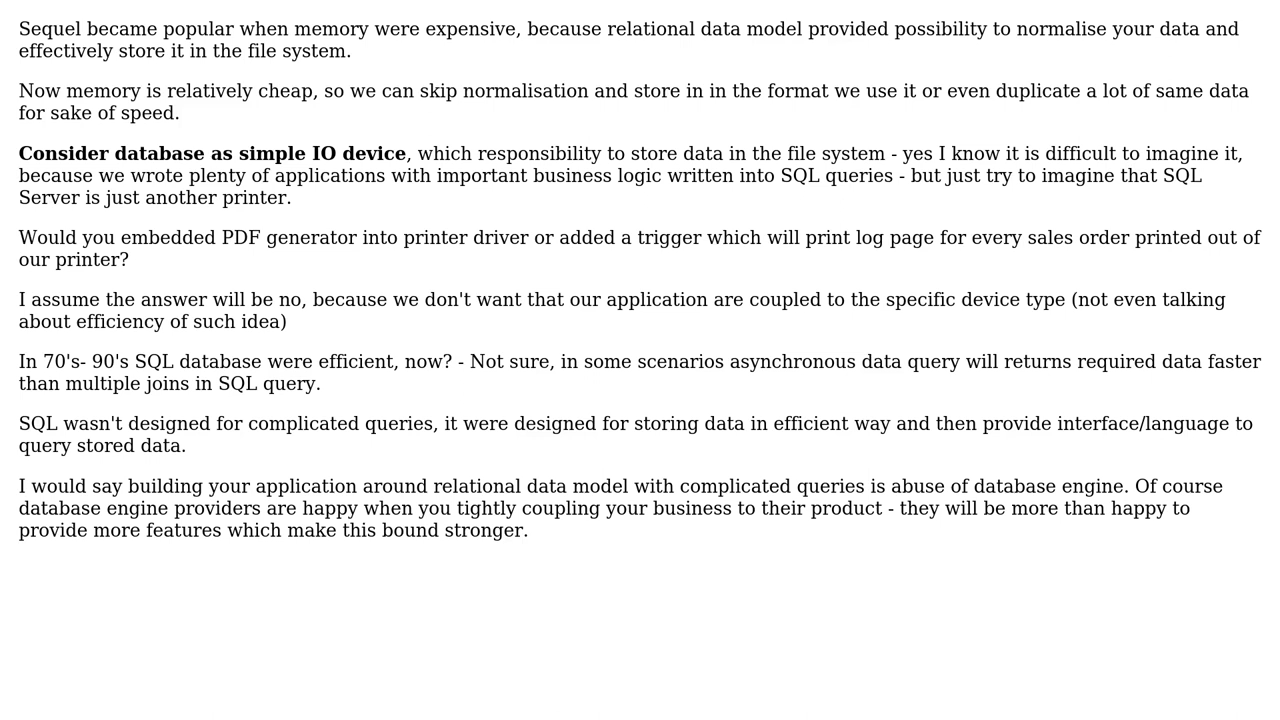 Sequel became popular when memory were expensive, because relational data model provided possibility to normalise your data and
effectively store it in the file system.
Now memory is relatively cheap, so we can skip normalisation and store in in the format we use it or even duplicate a lot of same data
for sake of speed.
Consider database as simple IO device, which responsibility to store data in the file system - yes I know it is difficult to imagine it,
because we wrote plenty of applications with important business logic written into SQL queries - but just try to imagine that SQL
Server is just another printer.
Would you embedded PDF generator into printer driver or added a trigger which will print log page for every sales order printed out of
our printer?
I assume the answer will be no, because we don't want that our application are coupled to the specific device type (not even talking
about efficiency of such idea)
In 70's- 90's SQL database were efficient, now? - Not sure, in some scenarios asynchronous data query will returns required data faster
than multiple joins in SQL query.
SQL wasn't designed for complicated queries, it were designed for storing data in efficient way and then provide interface/language to
query stored data.
I would say building your application around relational data model with complicated queries is abuse of database engine. Of course
database engine providers are happy when you tightly coupling your business to their product - they will be more than happy to
provide more features which make this bound stronger.